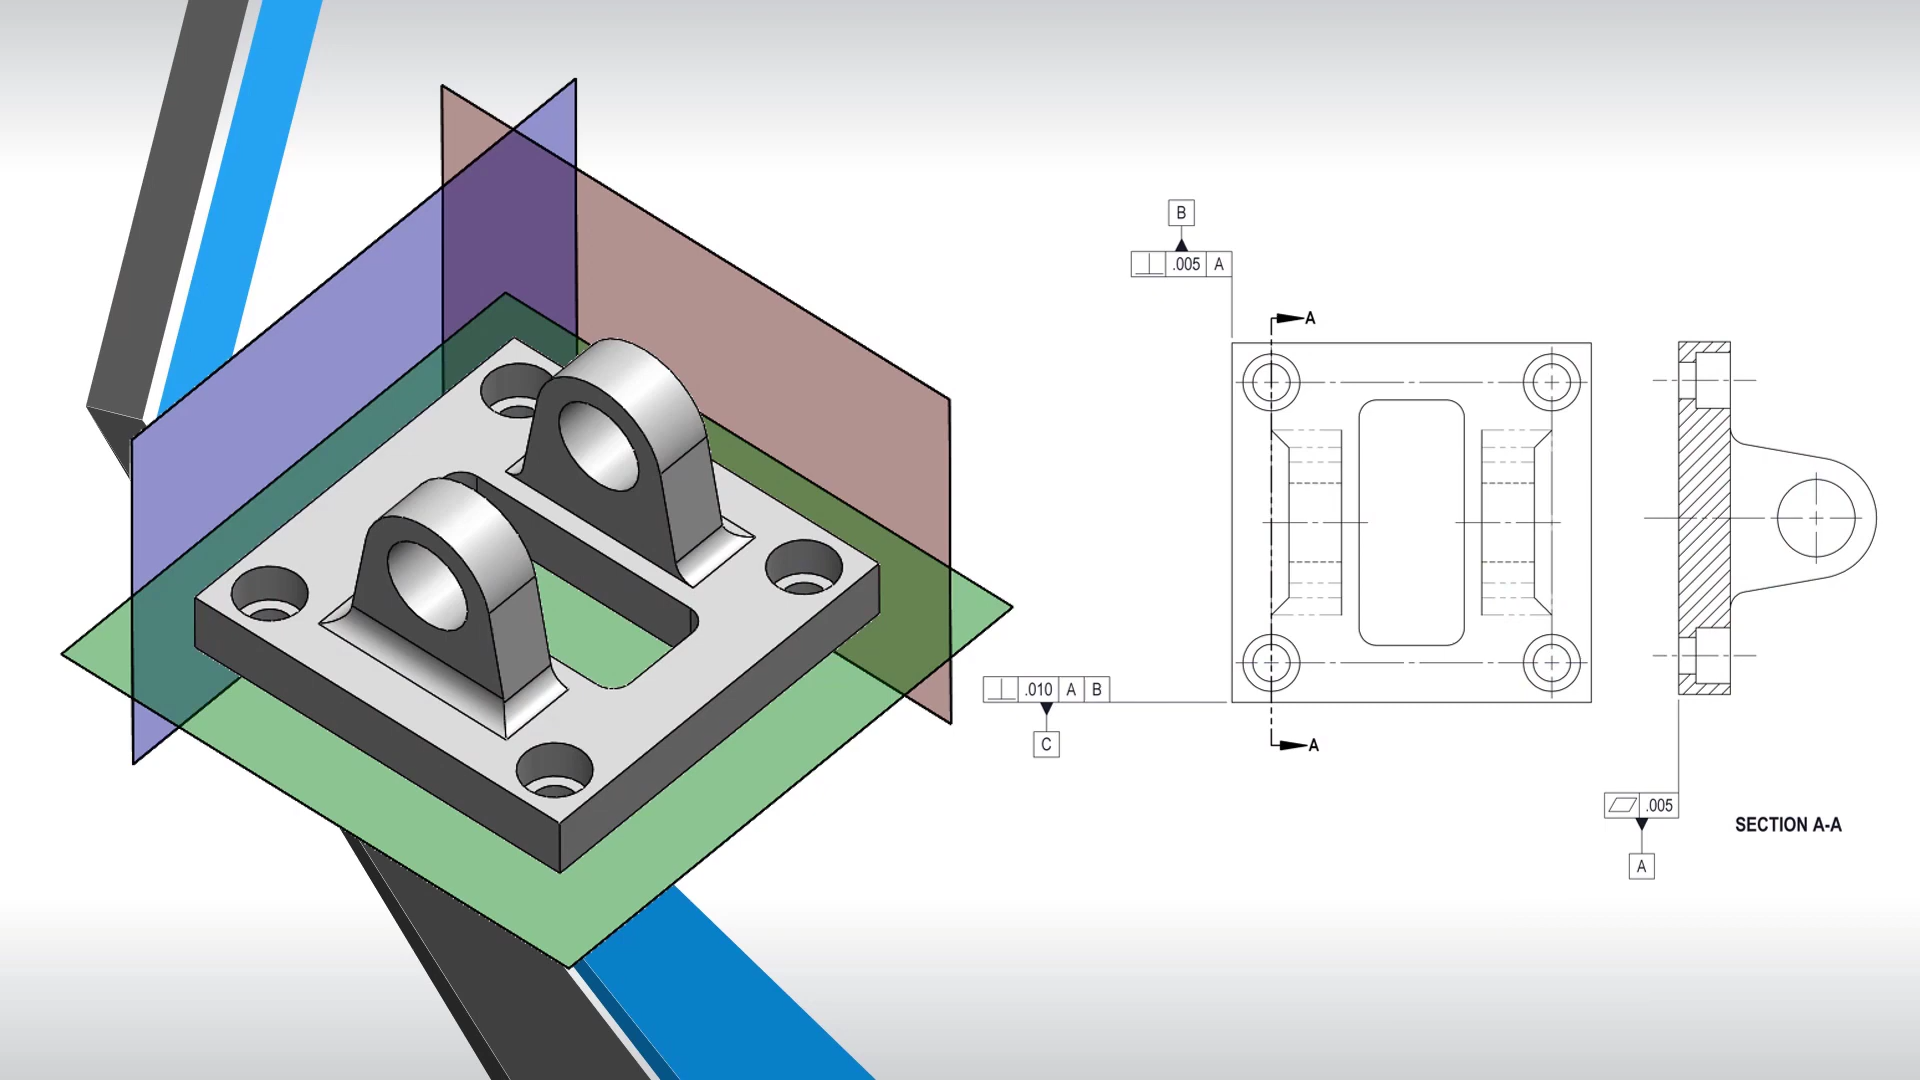 B
⟂ .005 A
A
⟂ .010 A B
C
A
⏥ .005
A
SECTION A-A